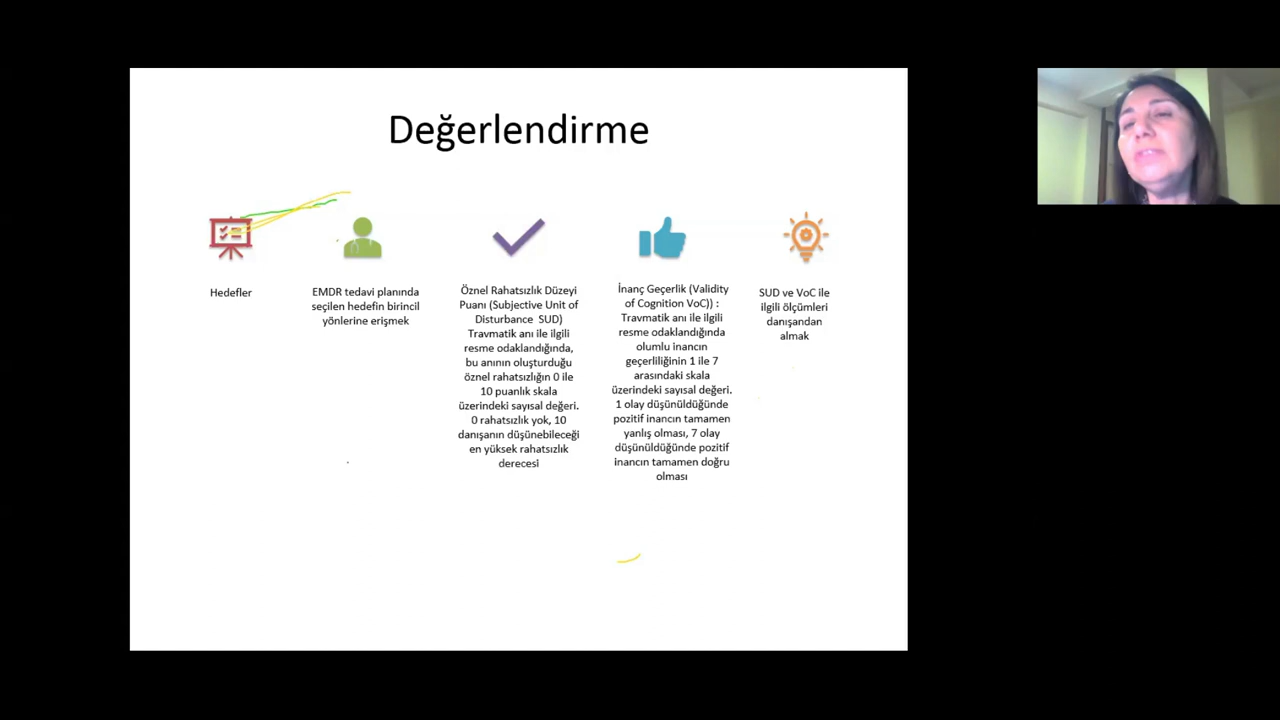 Değerlendirme
Hedefler
EMDR tedavi planında
seçilen hedefin birincil
yönlerine erişmek
Öznel Rahatsızlık Düzeyi
Puanı (Subjective Unit of
Disturbance  SUD)
Travmatik anı ile ilgili
resme odaklandığında,
bu anının oluşturduğu
öznel rahatsızlığın 0 ile
10 puanlık skala
üzerindeki sayısal değeri.
0 rahatsızlık yok, 10
danışanın düşünebileceği
en yüksek rahatsızlık
derecesi
İnanç Geçerlik (Validity
of Cognition VoC)) :
Travmatik anı ile ilgili
resme odaklandığında
olumlu inancın
geçerliliğinin 1 ile 7
arasındaki skala
üzerindeki sayısal değeri.
1 olay düşünüldüğünde
pozitif inancın tamamen
yanlış olması, 7 olay
düşünüldüğünde pozitif
inancın tamamen doğru
olması
SUD ve VoC ile
ilgili ölçümleri
danışandan
almak